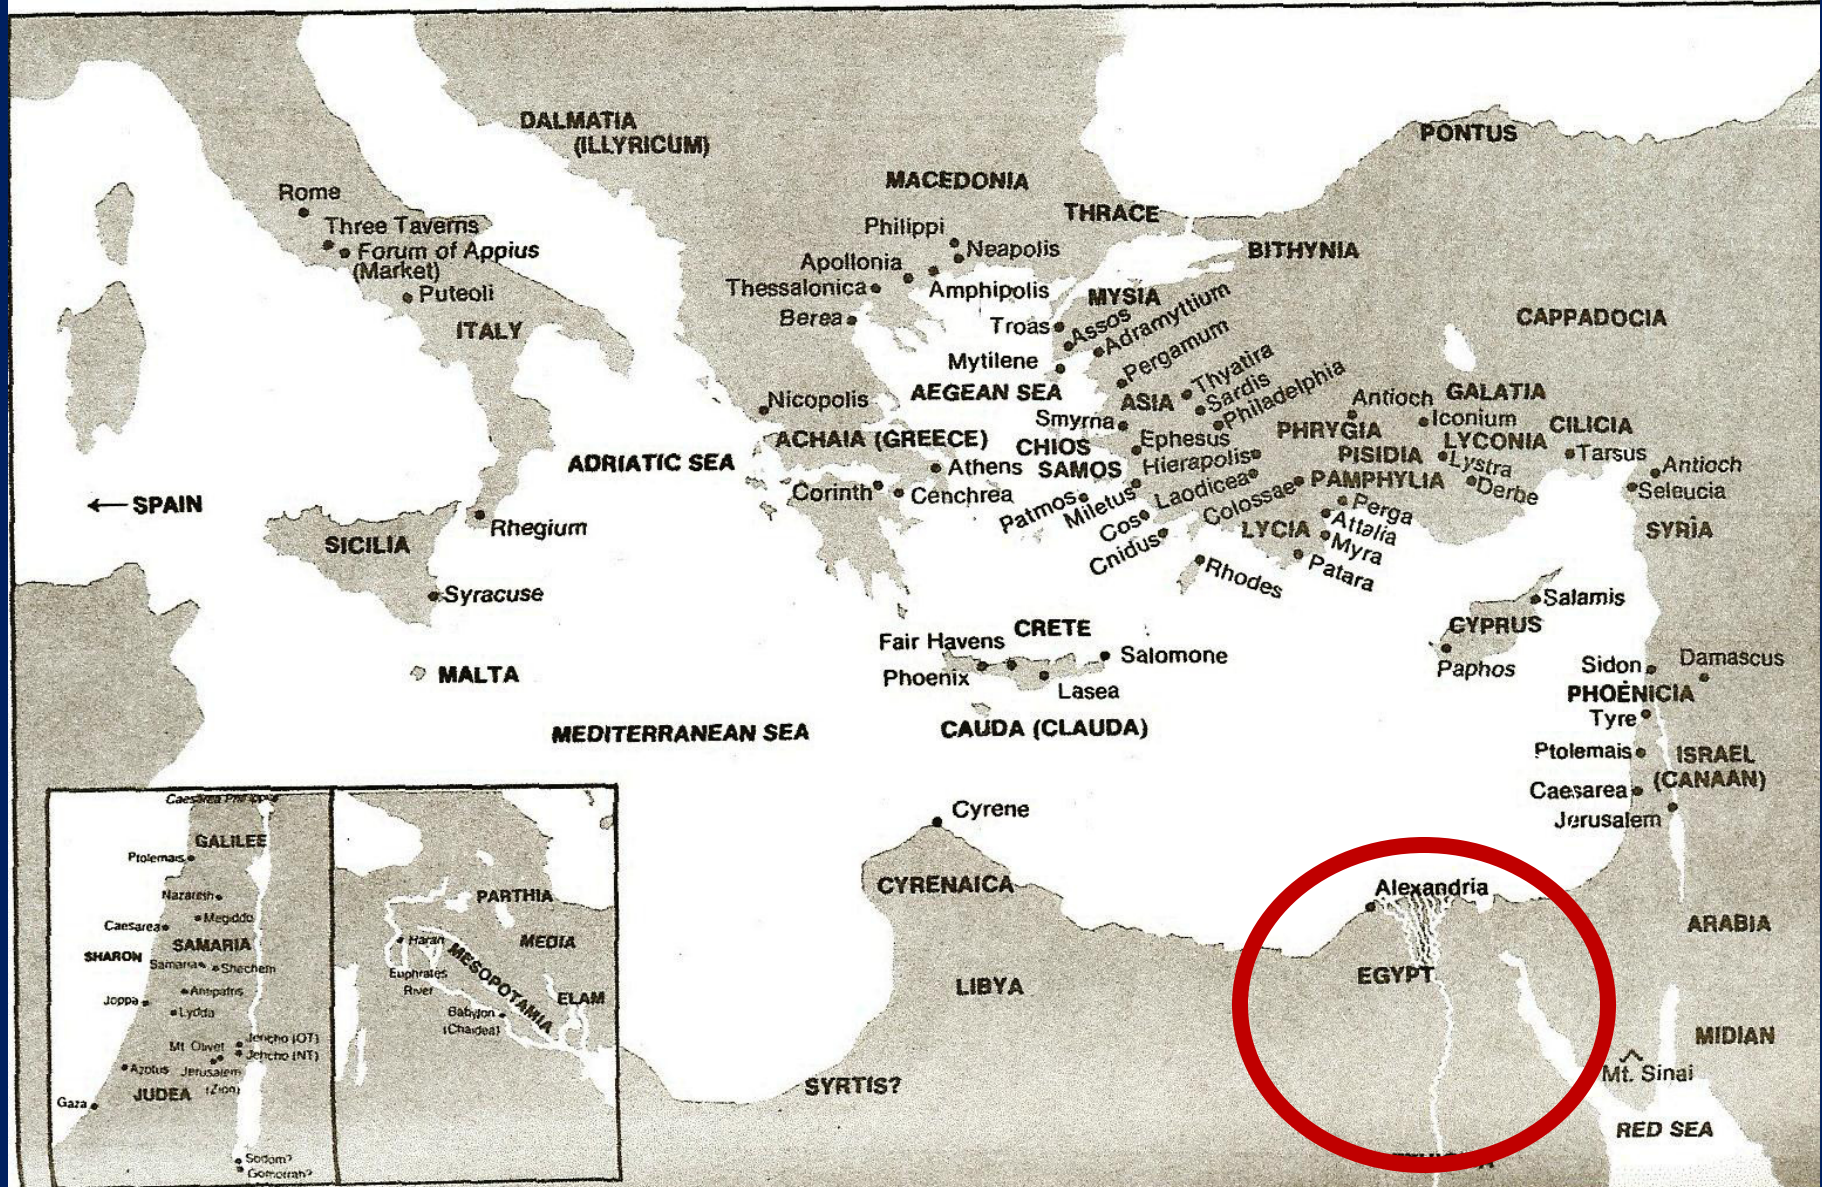 DALMATIA
(ILLYRICUM)
PONTUS
MACEDONIA
Rome
THRACE
Three Taverns
Philippi
Forum of Appius
(Market)
Neapolis
BITHYNIA
Apollonia
Thessalonica
Amphipolis
Puteoli
MYSIA
ITALY
Berea
Troas
Assos
Adramyttium
CAPPADOCIA
Mytilene
Pergamum
Thyatira
Sardis
Philadelphia
Nicopolis
AEGEAN SEA
ASIA
Antioch
GALATIA
Smyrna
Iconium
CILICIA
ACHAIA (GREECE)
CHIOS
Ephesus
PHRYGIA
LYCONIA
ADRIATIC SEA
Athens
SAMOS
Hierapolis
PISIDIA
Lystra
Tarsus
Antioch
Corinth
Cenchrea
Patmos
Miletus
Laodicea
Colossae
PAMPHYLIA
Derbe
Seleucia
← SPAIN
Rhegium
Cos
Perga
Attalia
SICILIA
Cnidus
LYCIA
Myra
SYRIA
Rhodes
Patara
Syracuse
Salamis
CRETE
CYPRUS
Fair Havens
Salomone
Paphos
Sidon
Damascus
MALTA
Phoenix
Lasea
PHOENICIA
Tyre
MEDITERRANEAN SEA
CAUDA (CLAUDA)
Ptolemais
ISRAEL
(CANAAN)
Caesarea
Cyrene
Jerusalem
CYRENAICA
Alexandria
ARABIA
LIBYA
EGYPT
MIDIAN
Mt. Sinai
SYRTIS?
RED SEA
Caesarea Philippi
GALILEE
Ptolemais
Nazareth
Megiddo
Caesarea
SAMARIA
SHARON
Samaria
Shechem
Antipatris
Joppa
Lydda
Mt Olivet
Jericho (OT)
Jericho (NT)
Azotus
Jerusalem
(Zion)
JUDEA
Gaza
Sodom?
Gomorrah?
PARTHIA
Haran
MEDIA
MESOPOTAMIA
Euphrates
River
ELAM
Babylon
(Chaldea)